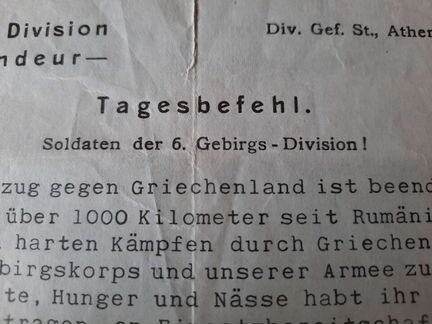 Division
Div. Gef. St., Athen
ndeur—
Tagesbefehl.
Soldaten der 6. Gebirgs-Division!
zug gegen Griechenland ist beend
über 1000 Kilometer seit Rumäni
harten Kämpfen durch Griechen
birgskorps und unserer Armee zu
te, Hunger und Nässe habt ihr